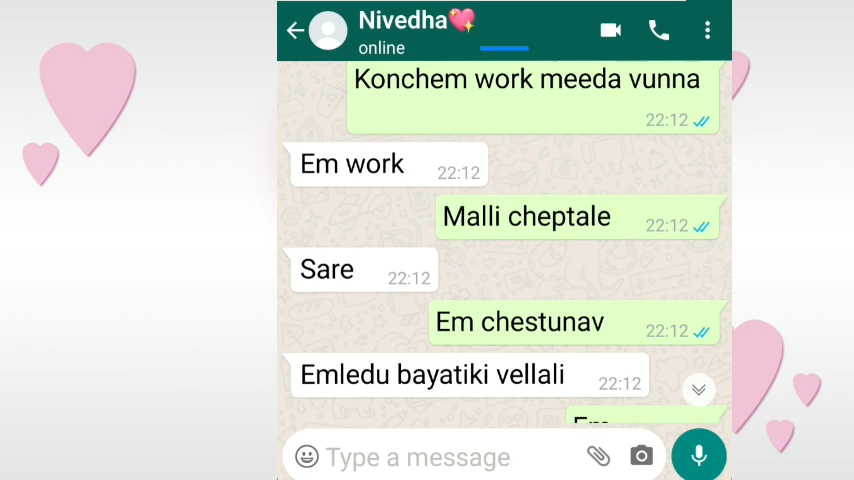 Nivedha💖
online
Konchem work meeda vunna
22:12
Em work
22:12
Malli cheptale
22:12
Sare
22:12
Em chestunav
22:12
Emledu bayatiki vellali
22:12
Em
Type a message